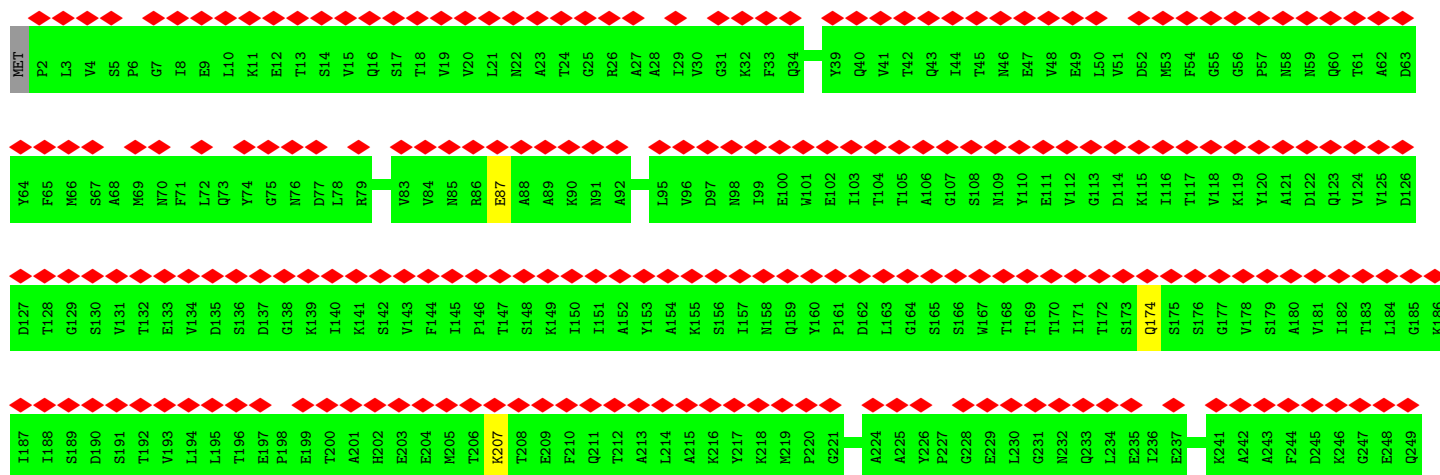 MET P2 L3 V4 S5 P6 G7 I8 E9 L10 K11 E12 T13 S14 V15 Q16 S17 T18 V19 V20 L21 N22 A23 T24 G25 R26 A27 A28 I29 V30 G31 K32 F33 Q34 Y39 Q40 V41 T42 Q43 I44 T45 N46 E47 V48 E49 L50 V51 D52 M53 F54 G55 G56 P57 N58 N59 Q60 T61 A62 D63
Y64 F65 M66 S67 A68 M69 N70 F71 L72 Q73 Y74 G75 N76 D77 L78 R79 V83 V84 N85 R86 E87 A88 A89 K90 N91 A92 L95 V96 D97 N98 I99 E100 W101 E102 I103 T104 T105 A106 G107 S108 N109 Y110 E111 V112 G113 D114 K115 I116 T117 V118 K119 Y120 A121 D122 Q123 V124 V125 D126
D127 T128 G129 S130 V131 T132 E133 V134 D135 S136 D137 G138 K139 I140 K141 S142 V143 F144 I145 P146 T147 S148 K149 I150 I151 A152 Y153 A154 K155 S156 I157 N158 Q159 Y160 P161 D162 L163 G164 S165 S166 W167 T168 T169 T170 I171 T172 S173 Q174 S175 S176 G177 V178 S179 A180 V181 I182 T183 L184 G185 K186
I187 I188 S189 D190 S191 T192 V193 L194 L195 T196 E197 P198 E199 T200 A201 H202 E203 E204 M205 T206 K207 T208 E209 F210 Q211 T212 A213 L214 A215 K216 Y217 K218 M219 P220 G221 A224 A225 Y226 P227 G228 E229 L230 G231 N232 Q233 L234 E235 I236 E237 K241 A242 A243 F244 D245 K246 G247 E248 Q249